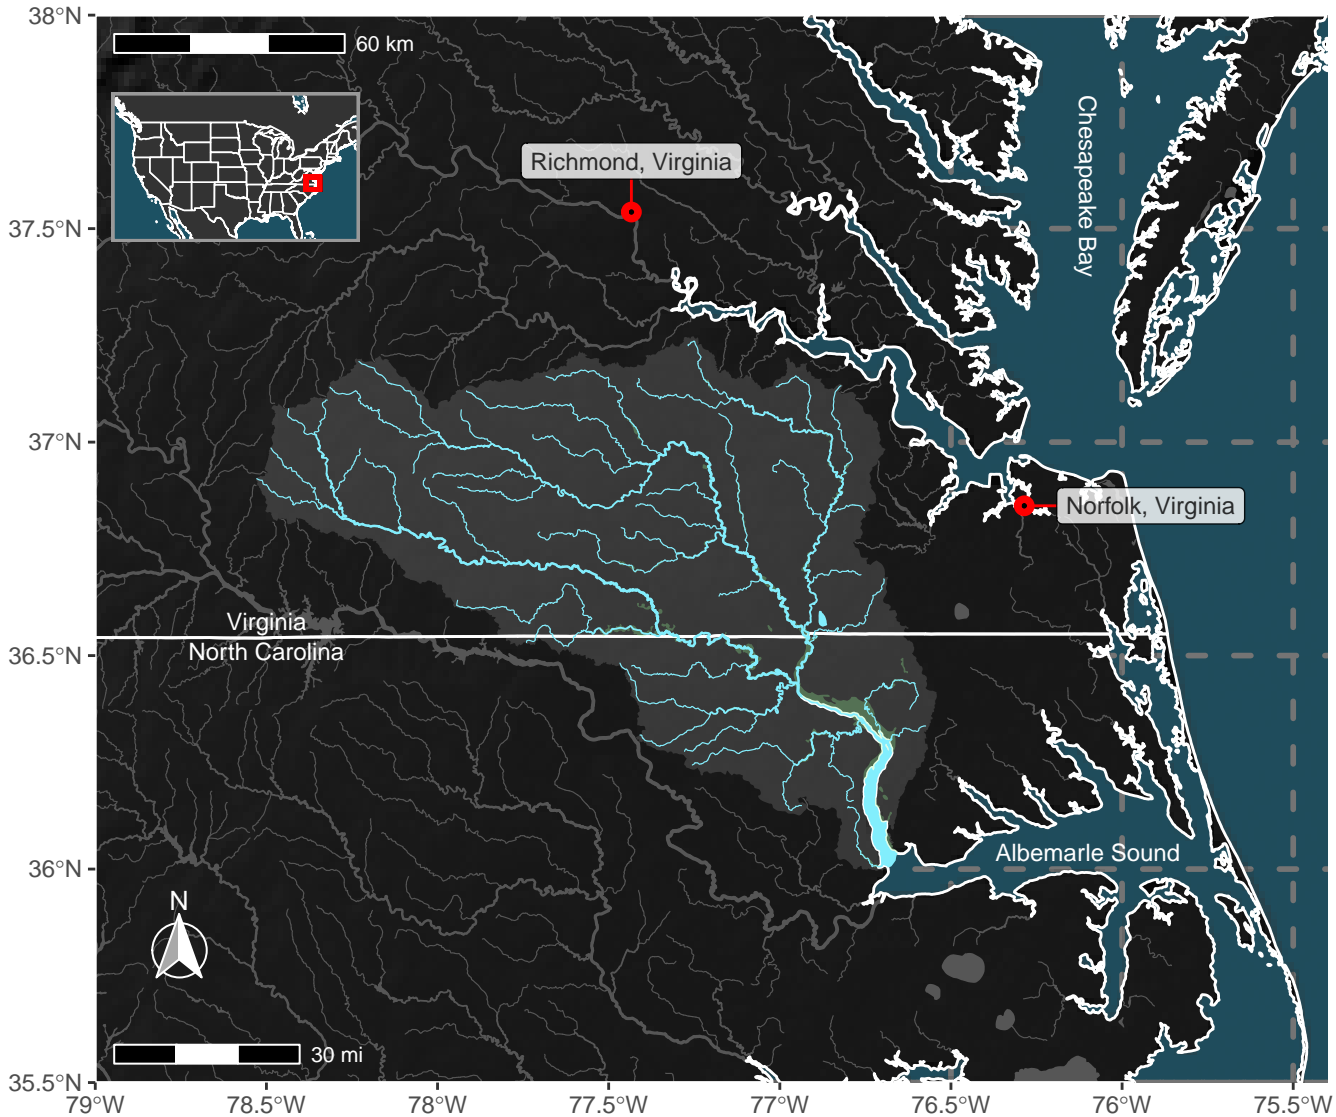 38°N
60 km
Chesapeake Bay
Richmond, Virginia
37.5°N
37°N
Norfolk, Virginia
Virginia
North Carolina
36.5°N
Albemarle Sound
36°N
N
30 mi
35.5°N
79°W
78.5°W
78°W
77.5°W
77°W
76.5°W
76°W
75.5°W